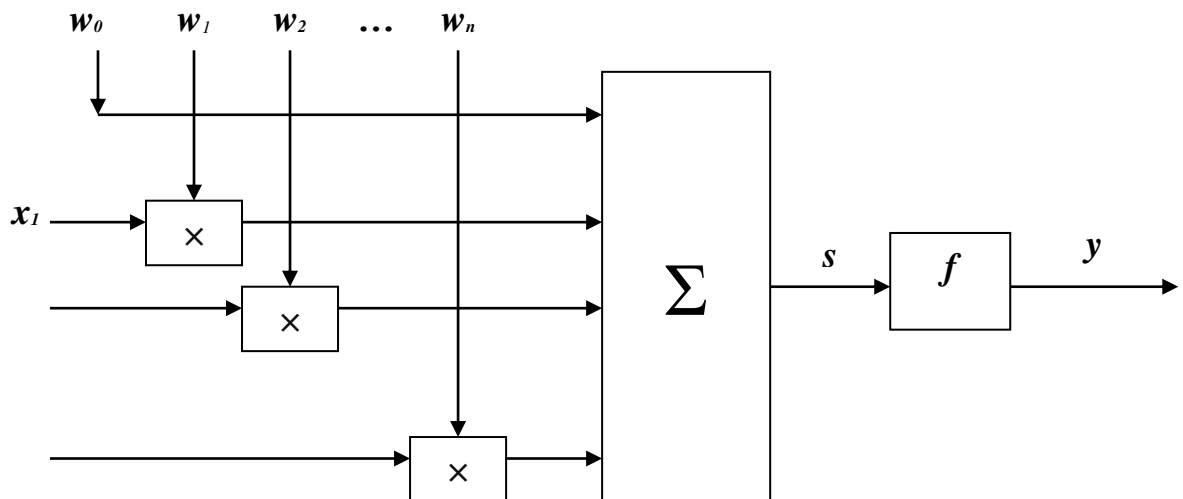 w₀ w₁ w₂ … wₙ
x₁ ×
×
×
Σ
s f y